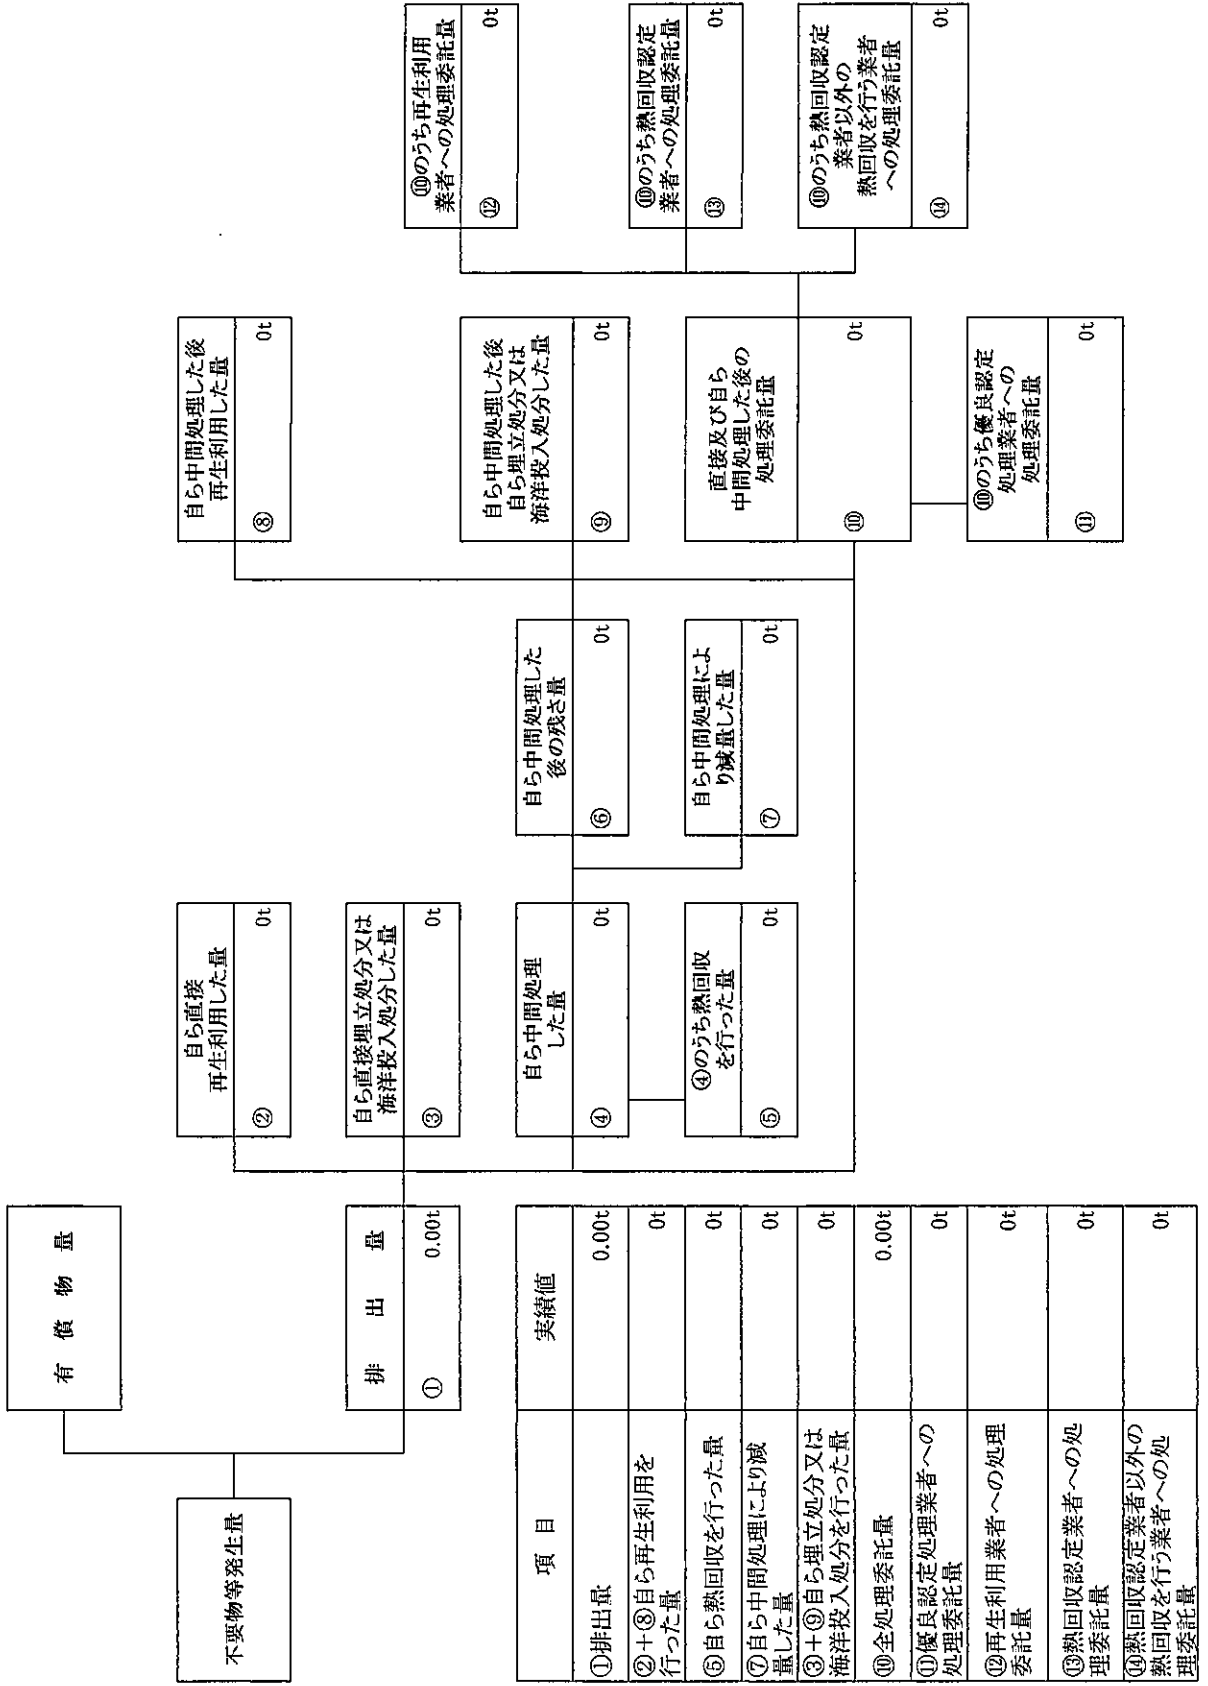 不要物等発生量
有　償　物　量
排　出　量
① 0.00t
自ら直接
再生利用した量
② 0t
自ら直接埋立処分又は
海洋投入処分した量
③ 0t
自ら中間処理
した量
④ 0t
④のうち熱回収
を行った量
⑤ 0t
自ら中間処理した
後の残さ量
⑥ 0t
自ら中間処理によ
り減量した量
⑦ 0t
自ら中間処理した後
再生利用した量
⑧ 0t
自ら中間処理した後
自ら埋立処分又は
海洋投入処分した量
⑨ 0t
直接及び自ら
中間処理した後の
処理委託量
⑩ 0t
⑩のうち優良認定
処理業者への
処理委託量
⑪ 0t
⑩のうち再生利用
業者への処理委託量
⑫ 0t
⑩のうち熱回収認定
業者への処理委託量
⑬ 0t
⑩のうち熱回収認定
業者以外の
熱回収を行う業者
への処理委託量
⑭ 0t
項　目 実績値
①排出量 0.00t
②＋⑧自ら再生利用を
行った量 0t
⑤自ら熱回収を行った量 0t
⑦自ら中間処理により減
量した量 0t
③＋⑨自ら埋立処分又は
海洋投入処分を行った量 0t
⑩全処理委託量 0.00t
⑪優良認定処理業者への
処理委託量 0t
⑫再生利用業者への処理
委託量 0t
⑬熱回収認定業者への処
理委託量 0t
⑭熱回収認定業者以外の
熱回収を行う業者への処
理委託量 0t